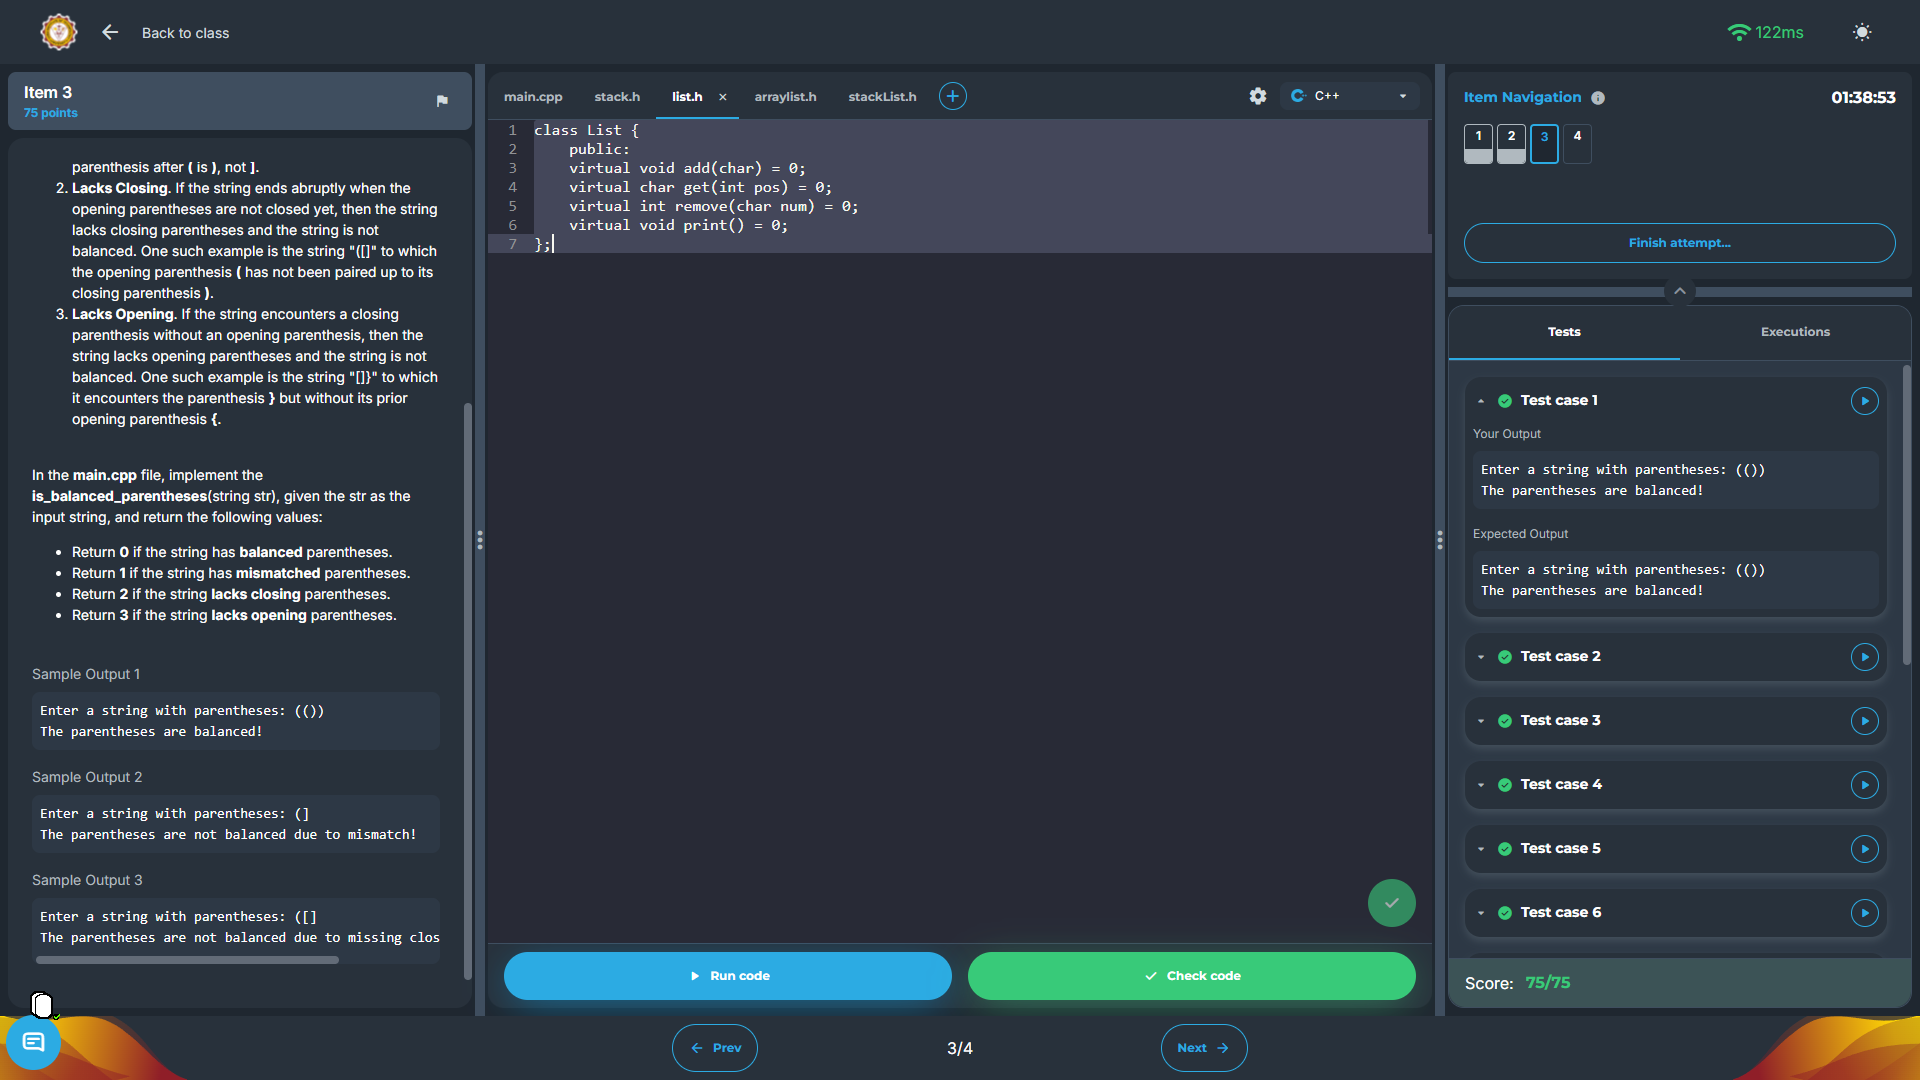 Back to class
122ms
Item 3
75 points
parenthesis after ( is ), not ].
2. Lacks Closing. If the string ends abruptly when the
opening parentheses are not closed yet, then the string
lacks closing parentheses and the string is not
balanced. One such example is the string "([]" to which
the opening parenthesis ( has not been paired up to its
closing parenthesis ).
3. Lacks Opening. If the string encounters a closing
parenthesis without an opening parenthesis, then the
string lacks opening parentheses and the string is not
balanced. One such example is the string "[]}" to which
it encounters the parenthesis } but without its prior
opening parenthesis {.
In the main.cpp file, implement the
is_balanced_parentheses(string str), given the str as the
input string, and return the following values:
• Return 0 if the string has balanced parentheses.
• Return 1 if the string has mismatched parentheses.
• Return 2 if the string lacks closing parentheses.
• Return 3 if the string lacks opening parentheses.
Sample Output 1
Enter a string with parentheses: (())
The parentheses are balanced!
Sample Output 2
Enter a string with parentheses: (]
The parentheses are not balanced due to mismatch!
Sample Output 3
Enter a string with parentheses: ([]
The parentheses are not balanced due to missing clos
main.cpp stack.h list.h × arraylist.h stackList.h +
C++
1 class List {
2 public:
3 virtual void add(char) = 0;
4 virtual char get(int pos) = 0;
5 virtual int remove(char num) = 0;
6 virtual void print() = 0;
7 };
Run code
Check code
Item Navigation
01:38:53
1 2 3 4
Finish attempt...
Tests
Executions
Test case 1
Your Output
Enter a string with parentheses: (())
The parentheses are balanced!
Expected Output
Enter a string with parentheses: (())
The parentheses are balanced!
Test case 2
Test case 3
Test case 4
Test case 5
Test case 6
Score: 75/75
← Prev
3/4
Next →